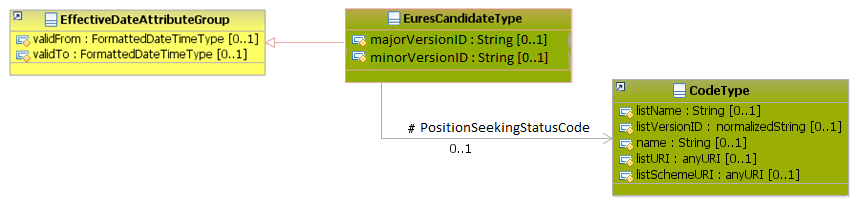 EffectiveDateAttributeGroup
validFrom : FormattedDateTimeType [0..1]
validTo : FormattedDateTimeType [0..1]
EuresCandidateType
majorVersionID : String [0..1]
minorVersionID : String [0..1]
# PositionSeekingStatusCode
0..1
CodeType
listName : String [0..1]
listVersionID : normalizedString [0..1]
name : String [0..1]
listURI : anyURI [0..1]
listSchemeURI : anyURI [0..1]